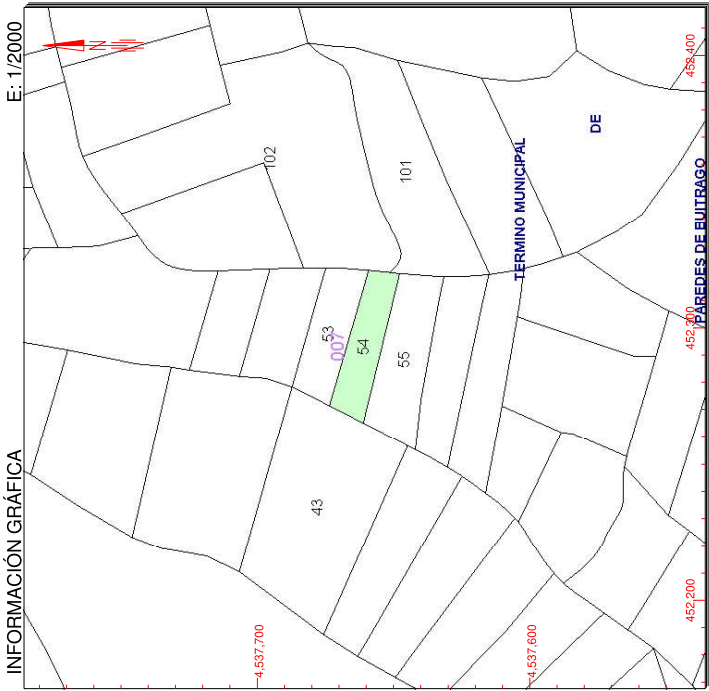 INFORMACIÓN GRÁFICA E: 1/2000
N
102
101
TERMINO MUNICIPAL
DE
PAREDES DE BUITRAGO
53
007
54
55
43
452,400
452,300
452,200
4,537,700
4,537,600